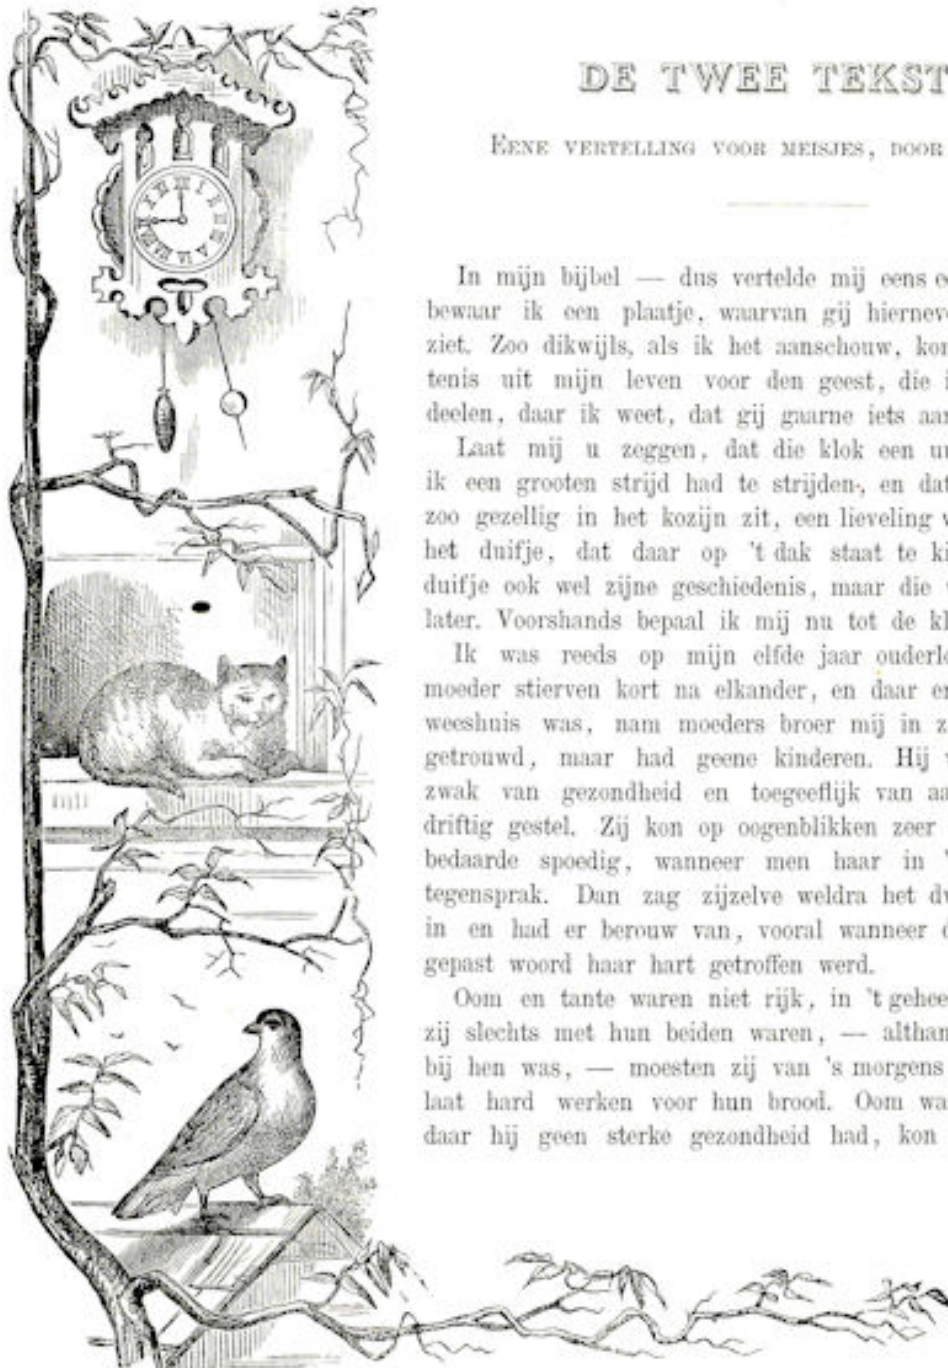 DE TWEE TEKST
EENE VERTELLING VOOR MEISJES, DOOR
In mijn bijbel — dus vertelde mij eens e
bewaar ik een plaatje, waarvan gij hierneve
ziet. Zoo dikwijls, als ik het aanschouw, kon
tenis uit mijn leven voor den geest, die i
deelen, daar ik weet, dat gij gaarne iets aan
Laat mij u zeggen, dat die klok een uu
ik een grooten strijd had te strijden, en dat
zoo gezellig in het kozijn zit, een lieveling v
het duifje, dat daar op 't dak staat te ki
duifje ook wel zijne geschiedenis, maar die
later. Voorshands bepaal ik mij nu tot de kl
Ik was reeds op mijn elfde jaar ouderlo
moeder stierven kort na elkander, en daar er
weeshuis was, nam moeders broer mij in z
getrouwd, maar had geene kinderen. Hij w
zwak van gezondheid en toegeeflijk van aa
driftig gestel. Zij kon op oogenblikken zeer
bedaarde spoedig, wanneer men haar in '
tegensprak. Dan zag zijzelve weldra het dw
in en had er berouw van, vooral wanneer d
gepast woord haar hart getroffen werd.
Oom en tante waren niet rijk, in 't gehee
zij slechts met hun beiden waren, — althan
bij hen was, — moesten zij van 's morgens
laat hard werken voor hun brood. Oom wa
daar hij geen sterke gezondheid had, kon